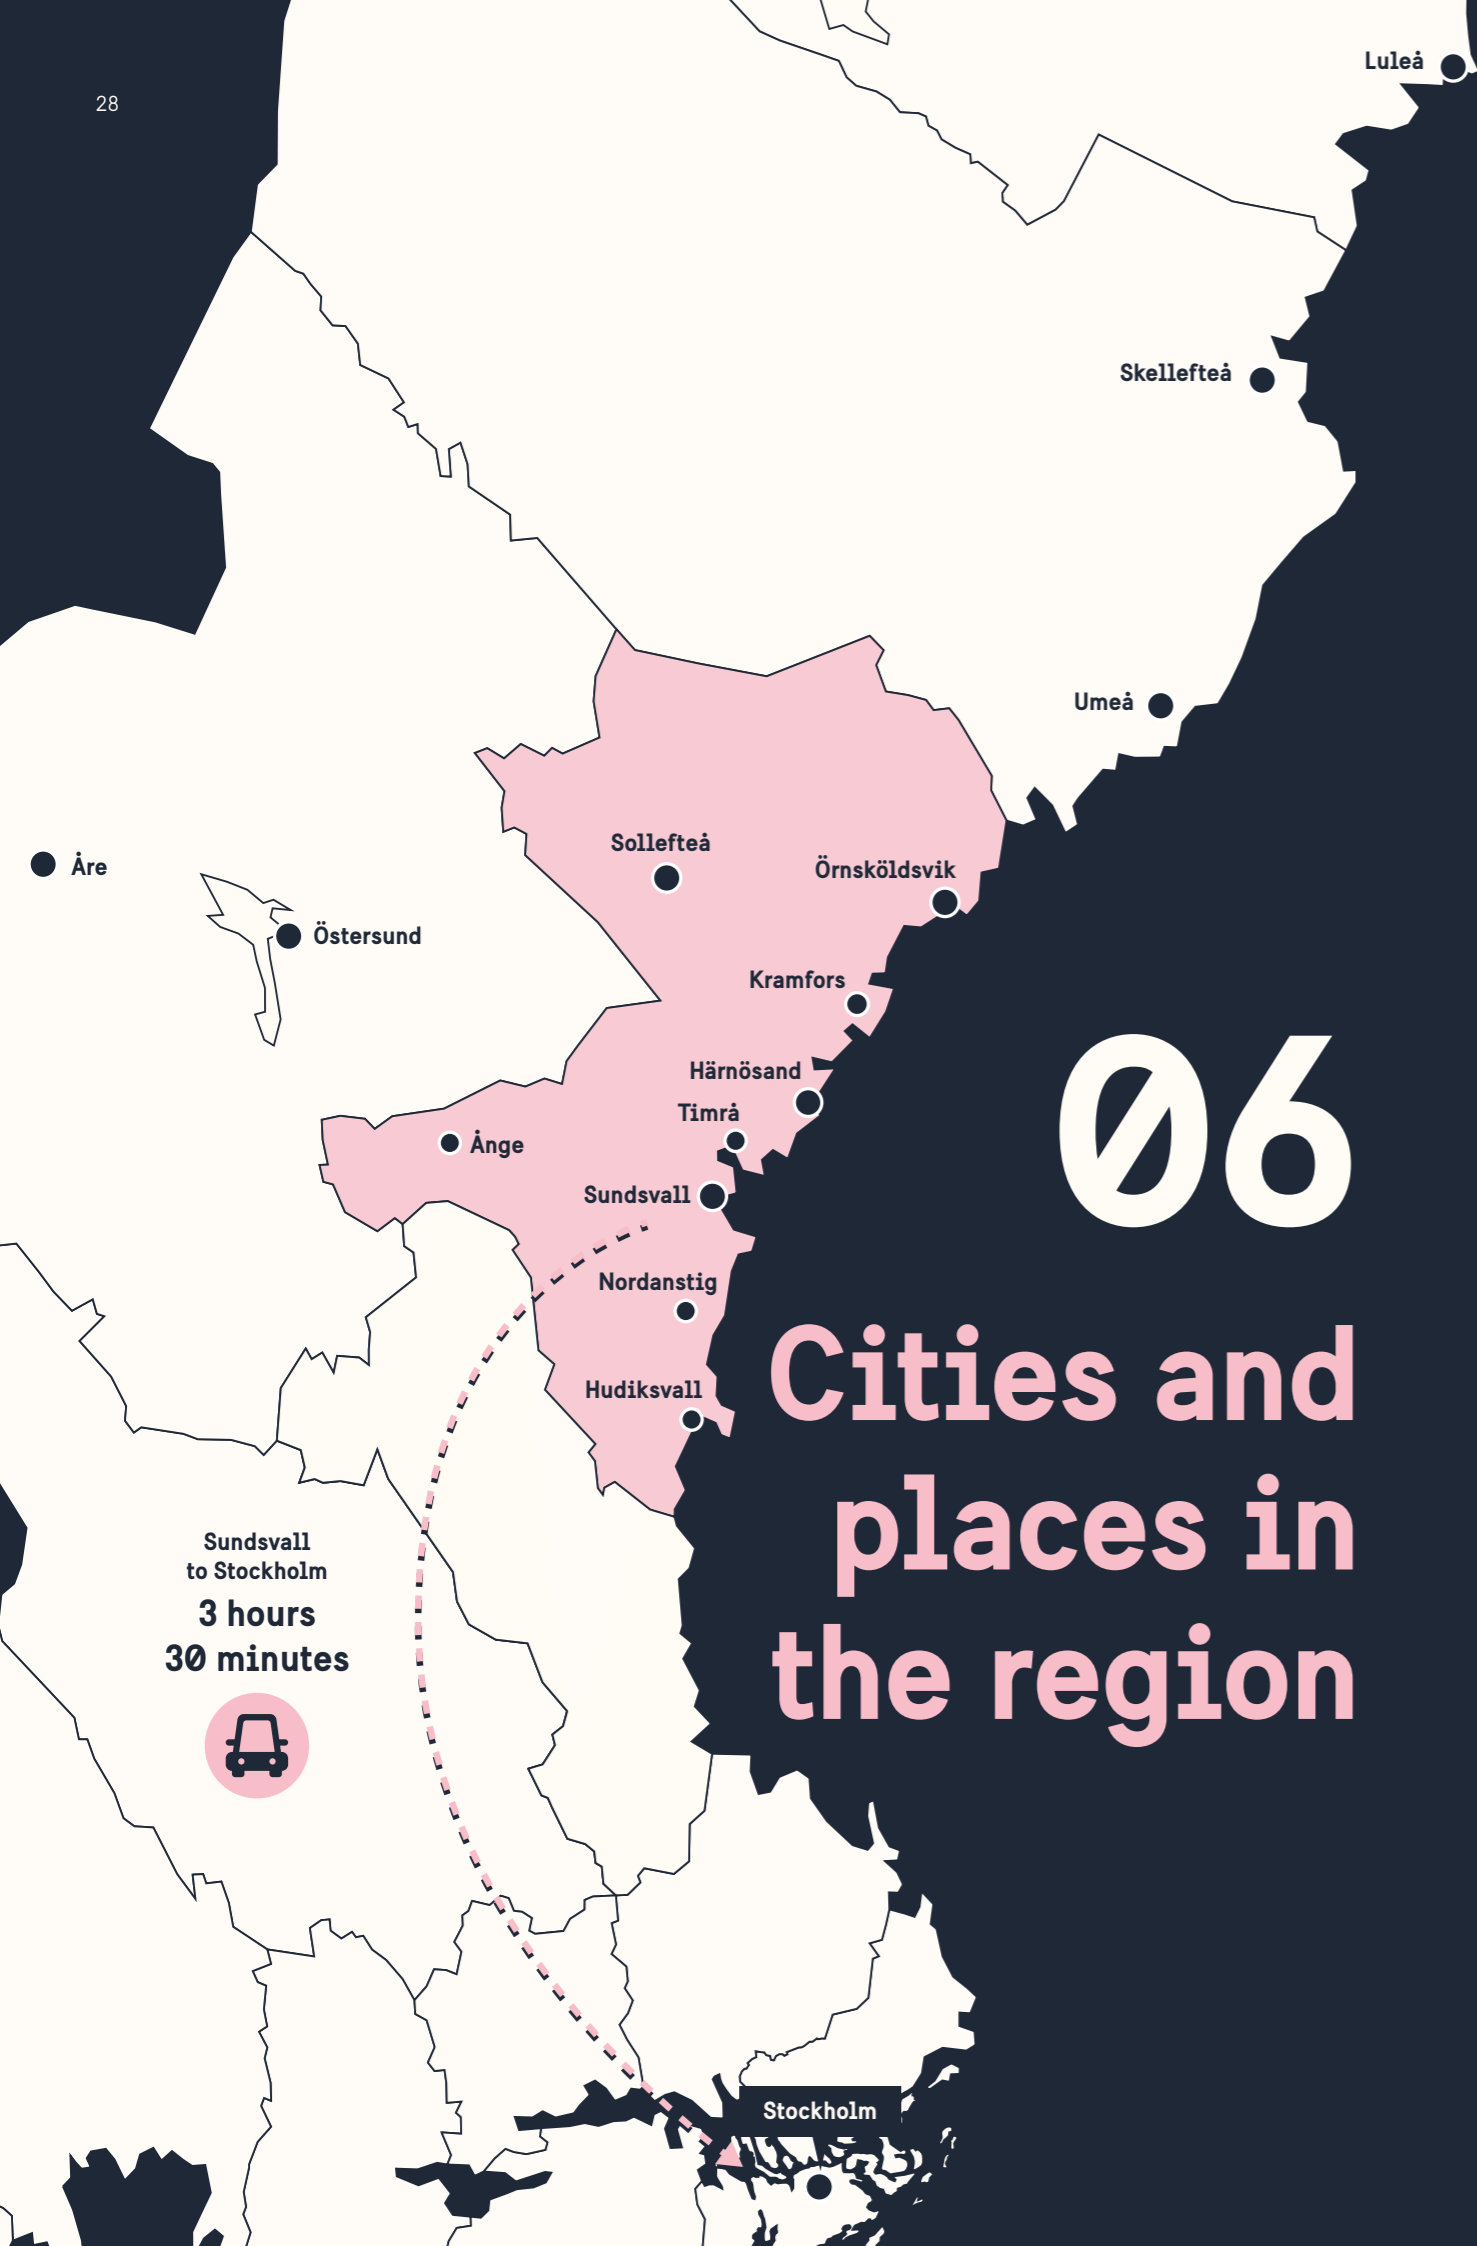 28
Luleå
Skellefteå
Umeå
Sollefteå
Örnsköldsvik
Åre
Östersund
Kramfors
Härnösand
Timrå
Ånge
Sundsvall
Nordanstig
Hudiksvall
06
Cities and
places in
the region
Sundsvall
to Stockholm
3 hours
30 minutes
Stockholm